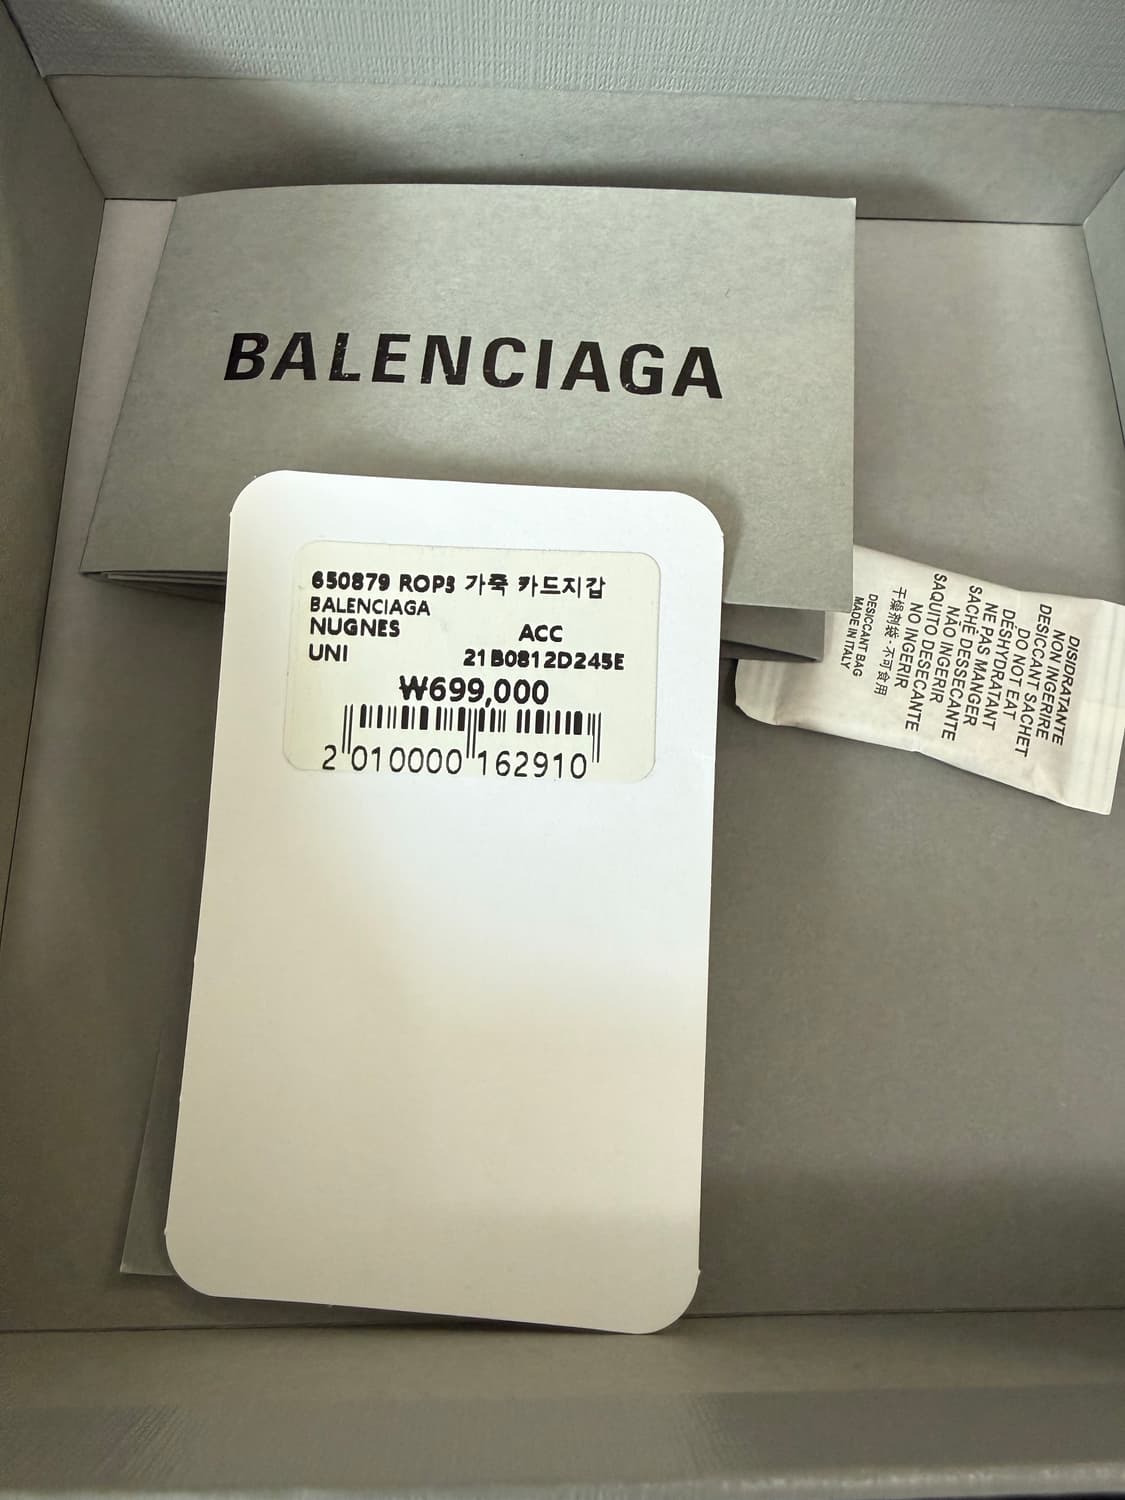 BALENCIAGA
650879 ROP3 가죽 카드지갑
BALENCIAGA
NUGNES ACC
UNI 21B0812D245E
₩699,000
2 010000 162910
DISIDRATANTE
NON INGERIRE
DESICCANT SACHET
DO NOT EAT
DÉSHYDRATANT
NE PAS MANGER
SACHÊ DESSECANTE
NÃO INGERIR
SAQUITO DESECANTE
NO INGERIR
干燥剂袋-不可食用
DESICCANT BAG
MADE IN ITALY